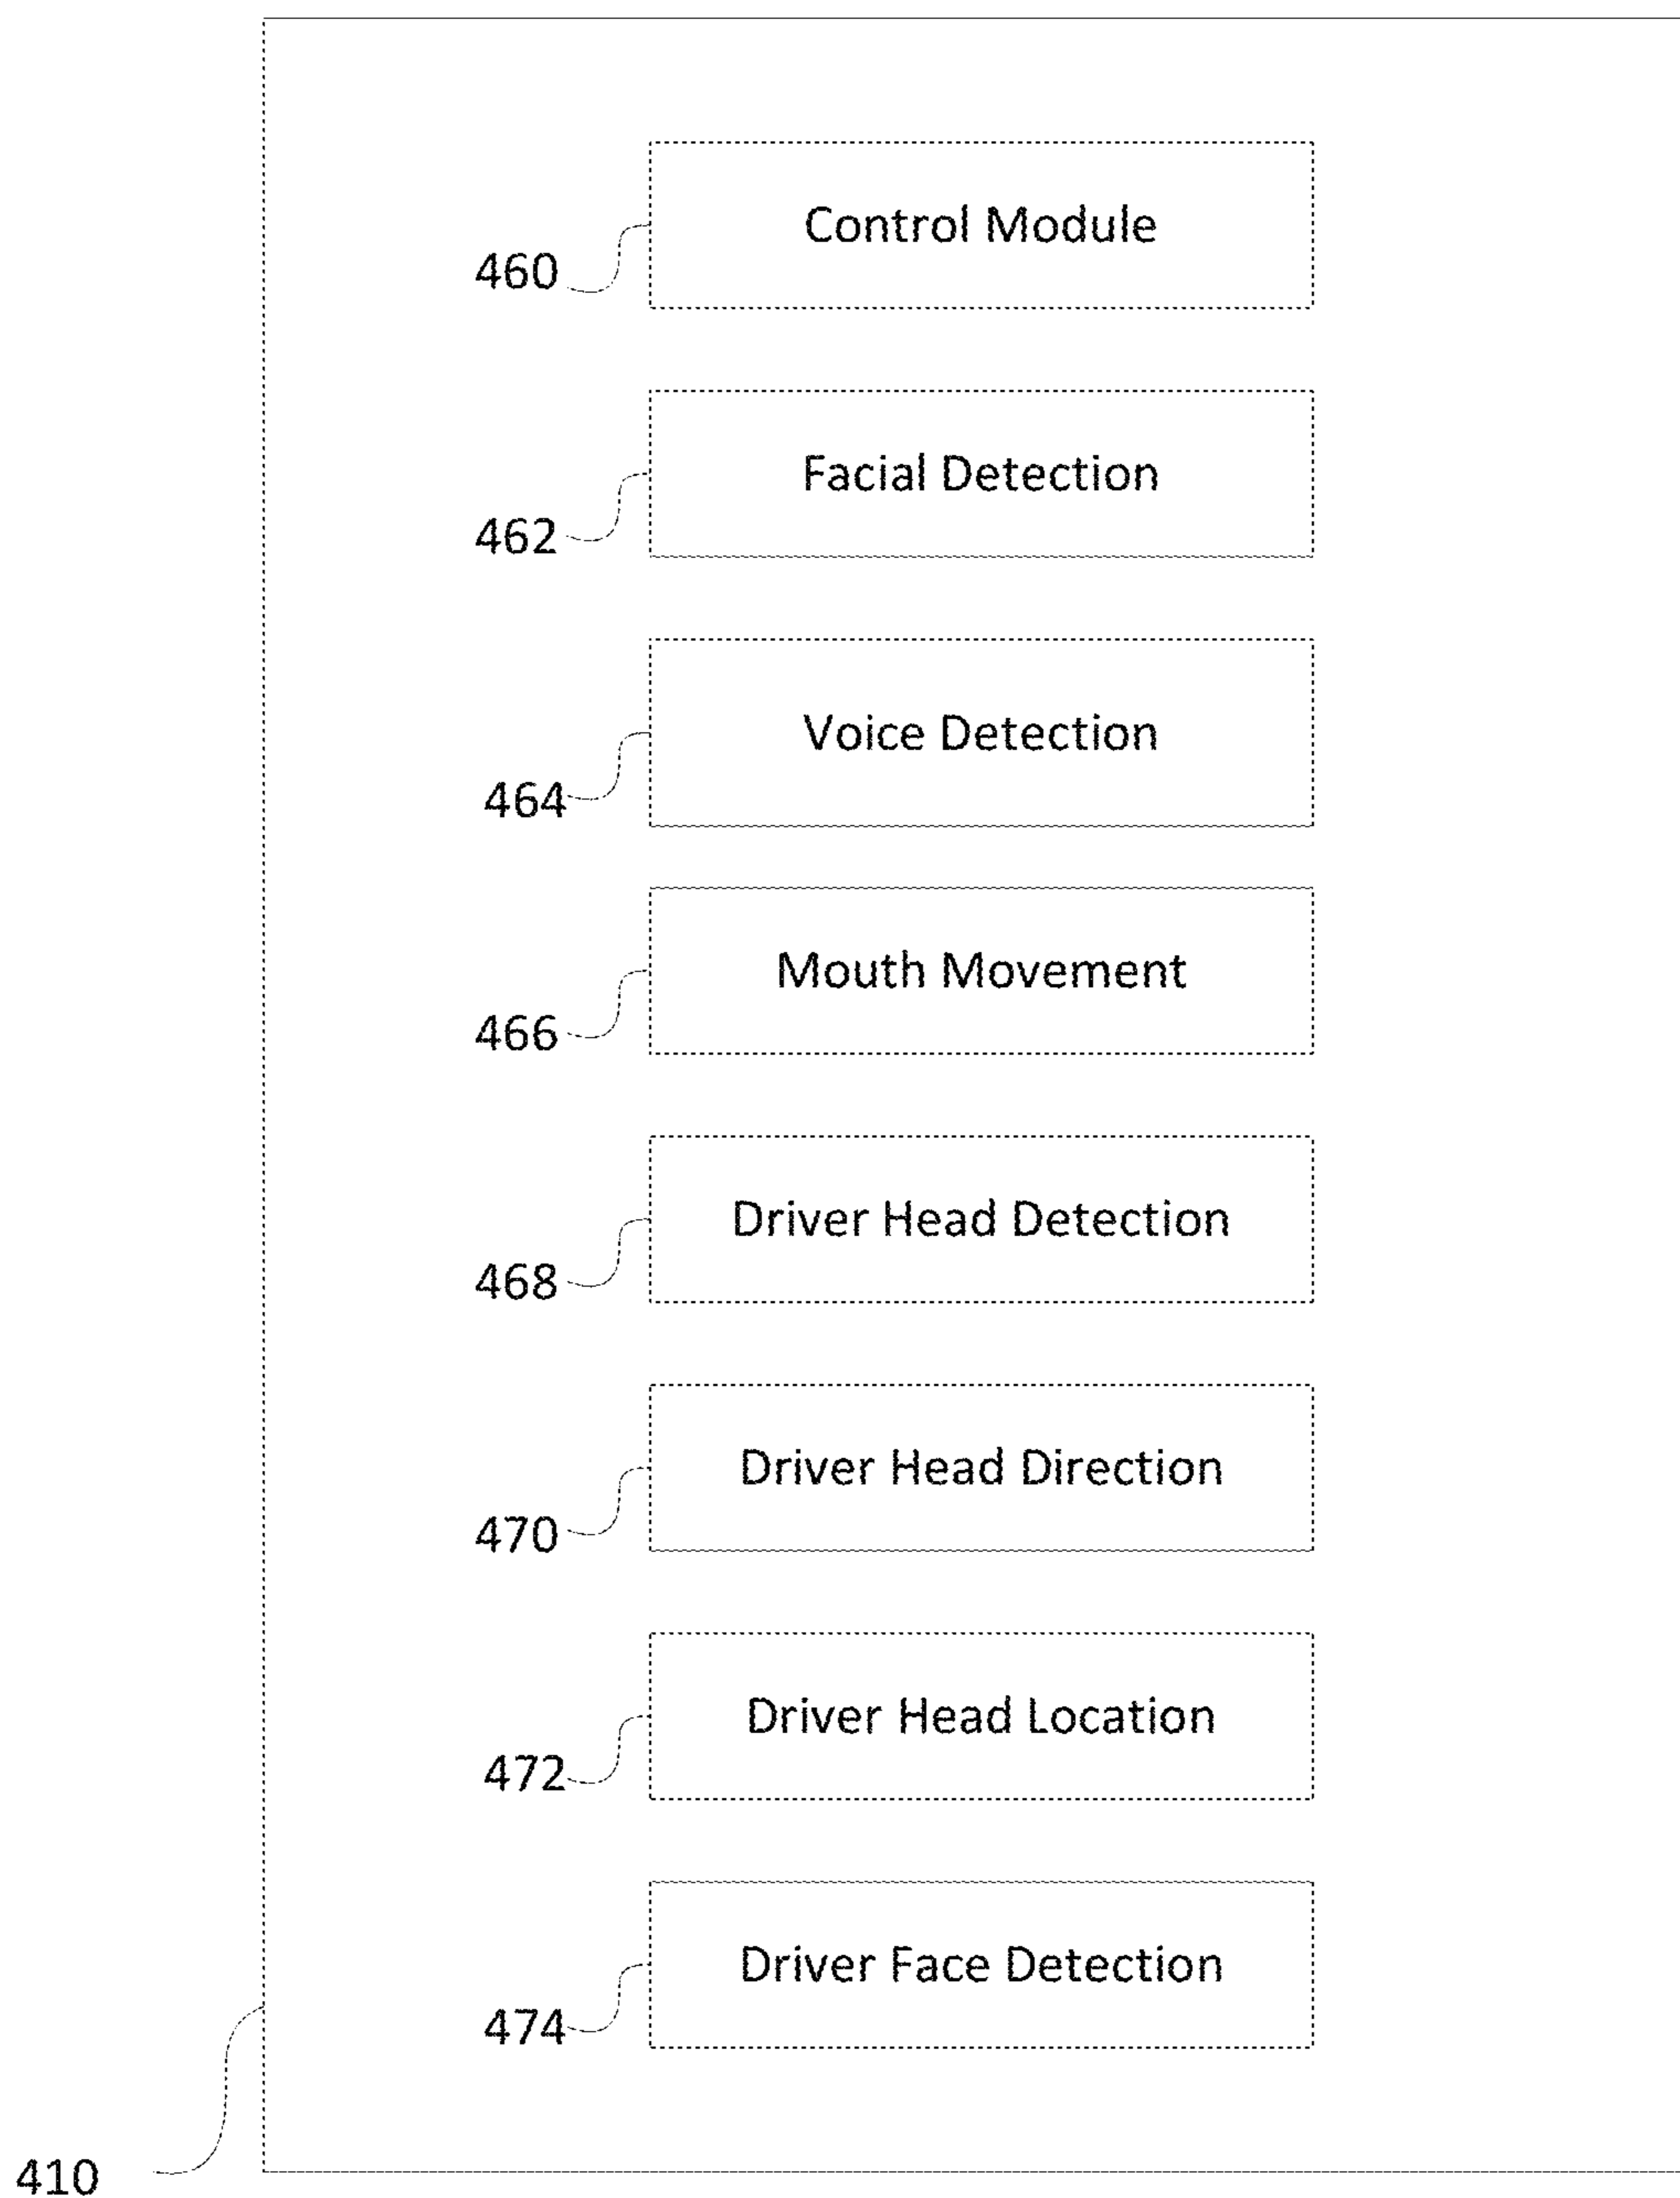 Control Module
460
Facial Detection
462
Voice Detection
464
Mouth Movement
466
Driver Head Detection
468
Driver Head Direction
470
Driver Head Location
472
Driver Face Detection
474
410